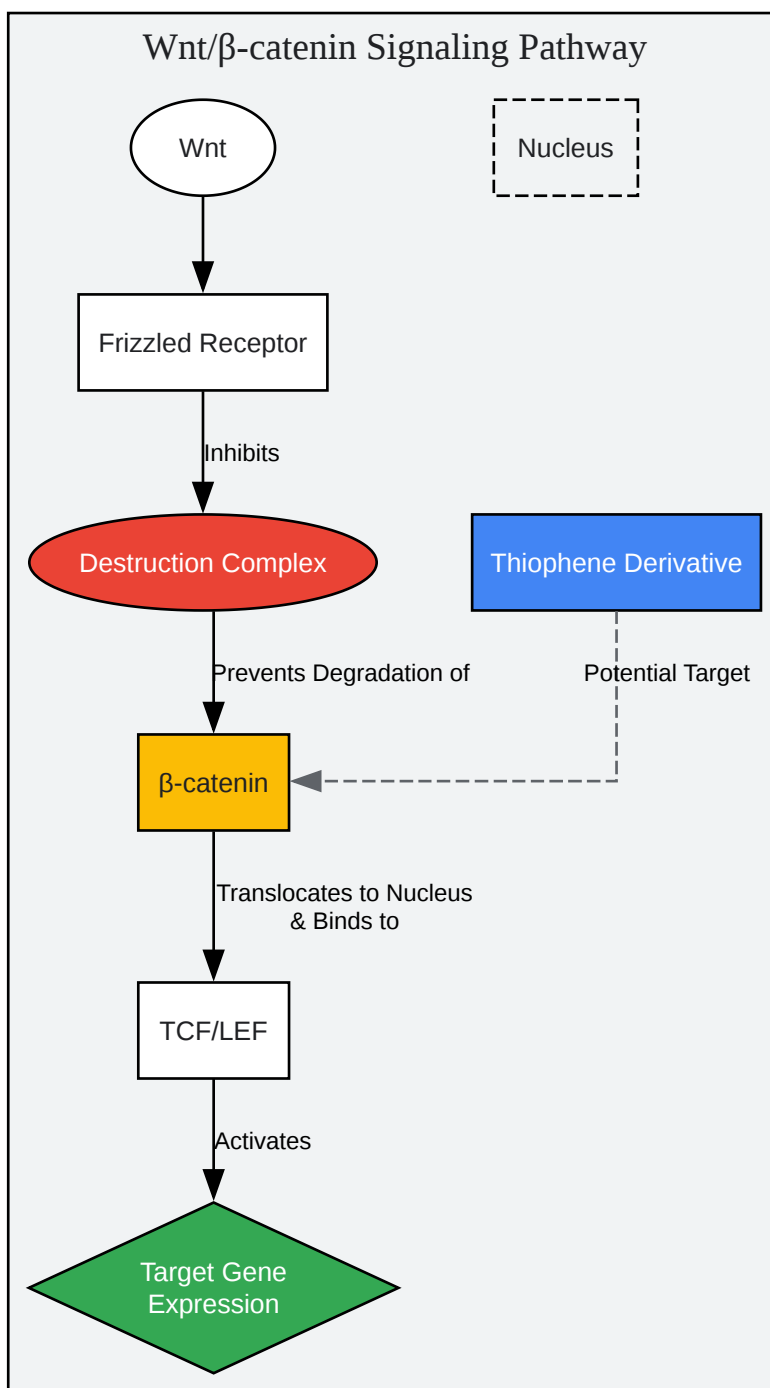 Wnt/β-catenin Signaling Pathway
Wnt
Nucleus
Frizzled Receptor
Inhibits
Destruction Complex
Thiophene Derivative
Prevents Degradation of
Potential Target
β-catenin
Translocates to Nucleus
& Binds to
TCF/LEF
Activates
Target Gene
Expression